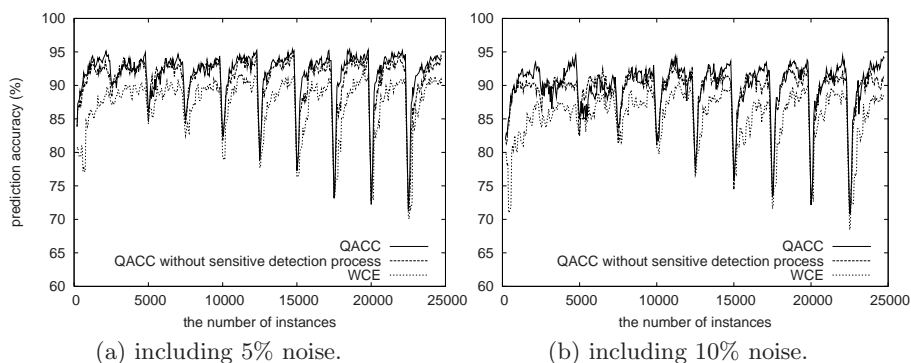 prediction accuracy (%)
100
95
90
85
80
75
70
65
60
QACC
QACC without sensitive detection process
WCE
0 5000 10000 15000 20000 25000
the number of instances
(a) including 5% noise.
100
95
90
85
80
75
70
65
60
QACC
QACC without sensitive detection process
WCE
0 5000 10000 15000 20000 25000
the number of instances
(b) including 10% noise.